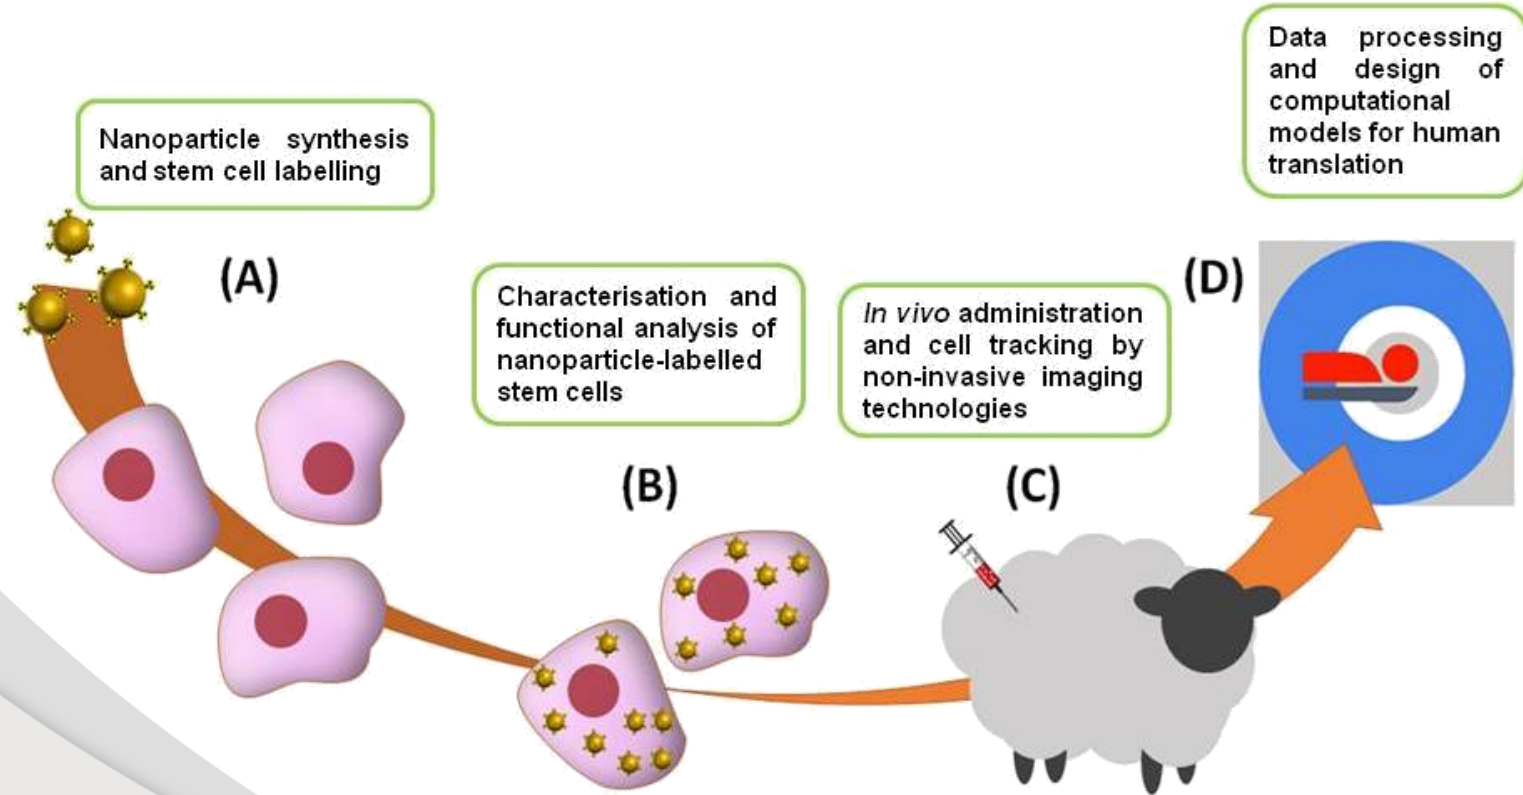 Nanoparticle synthesis
and stem cell labelling
(A)
Characterisation and
functional analysis of
nanoparticle-labelled
stem cells
(B)
In vivo administration
and cell tracking by
non-invasive imaging
technologies
(C)
Data processing
and design of
computational
models for human
translation
(D)